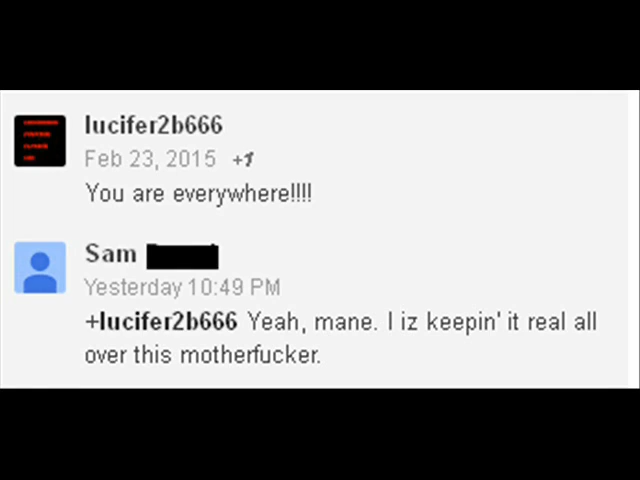 lucifer2b666
Feb 23, 2015 +1
You are everywhere!!!!
Sam
Yesterday 10:49 PM
+lucifer2b666 Yeah, mane. I iz keepin' it real all
over this motherfucker.